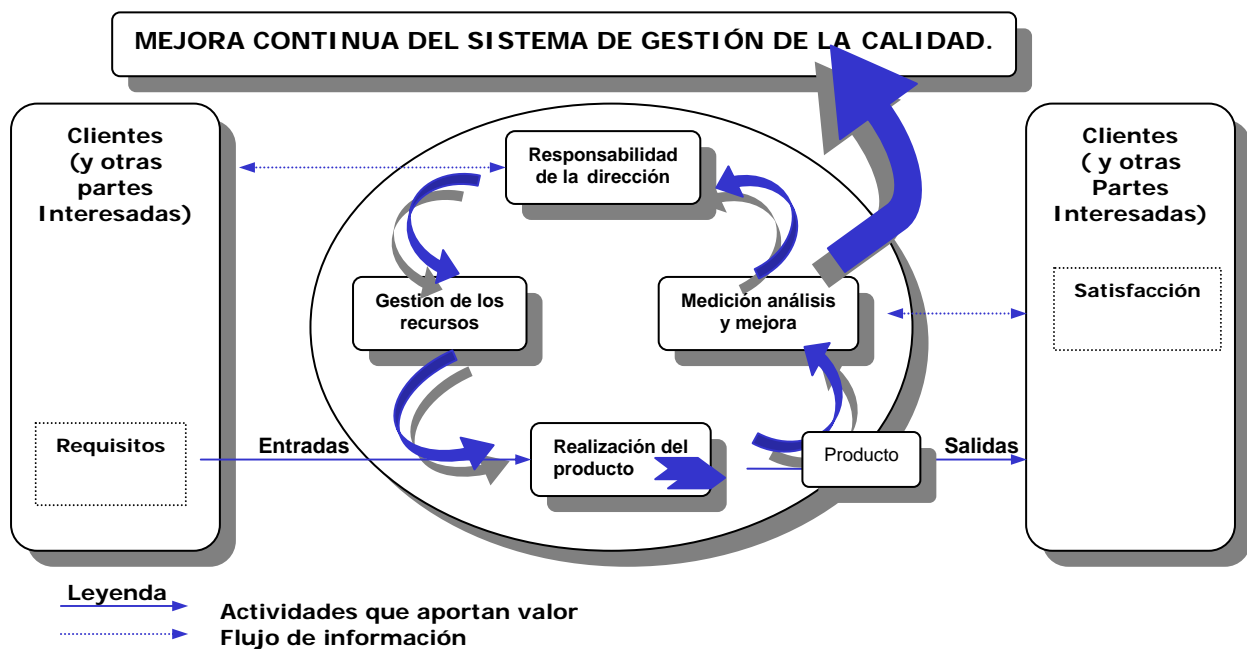 MEJORA CONTINUA DEL SISTEMA DE GESTIÓN DE LA CALIDAD.
Clientes
(y otras
partes
Interesadas)
Requisitos
Entradas
Responsabilidad
de la dirección
Gestión de los
recursos
Medición análisis
y mejora
Realización del
producto
Producto
Salidas
Clientes
( y otras
Partes
Interesadas)
Satisfacción
Leyenda
Actividades que aportan valor
Flujo de información